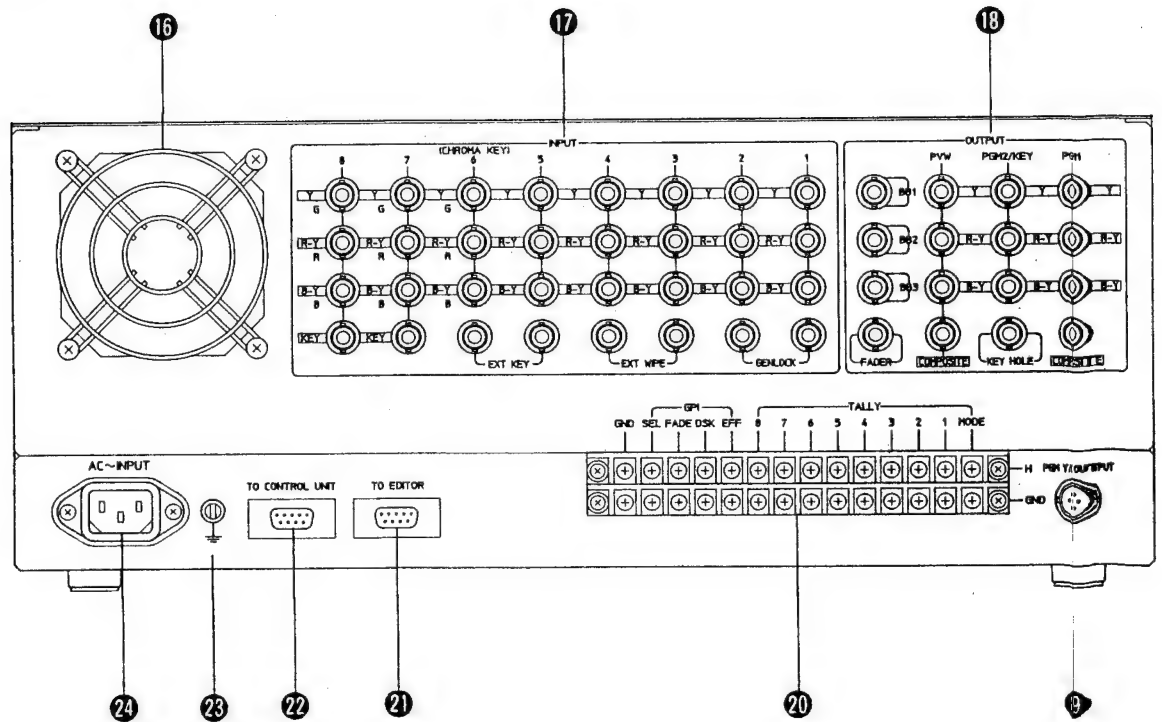 16 17 18
INPUT
(CHROMA KEY)
8 7 6 5 4 3 2 1
Y Y Y Y Y Y Y Y
G G G
R-Y R-Y R-Y R-Y R-Y R-Y R-Y R-Y
R R R
B-Y B-Y B-Y B-Y B-Y B-Y B-Y B-Y
B B B
KEY KEY
EXT KEY EXT WIPE GENLOCK
OUTPUT
PVW PGM2/KEY PGM
BB1 Y Y Y
BB2 R-Y R-Y R-Y
BB3 B-Y B-Y B-Y
FADER COMPOSITE KEY HOLE COMPOSITE
GPI TALLY
GND SEL FADE DSK EFF 8 7 6 5 4 3 2 1 MODE
H
GND
AC~INPUT
TO CONTROL UNIT
TO EDITOR
24 23 22 21 20